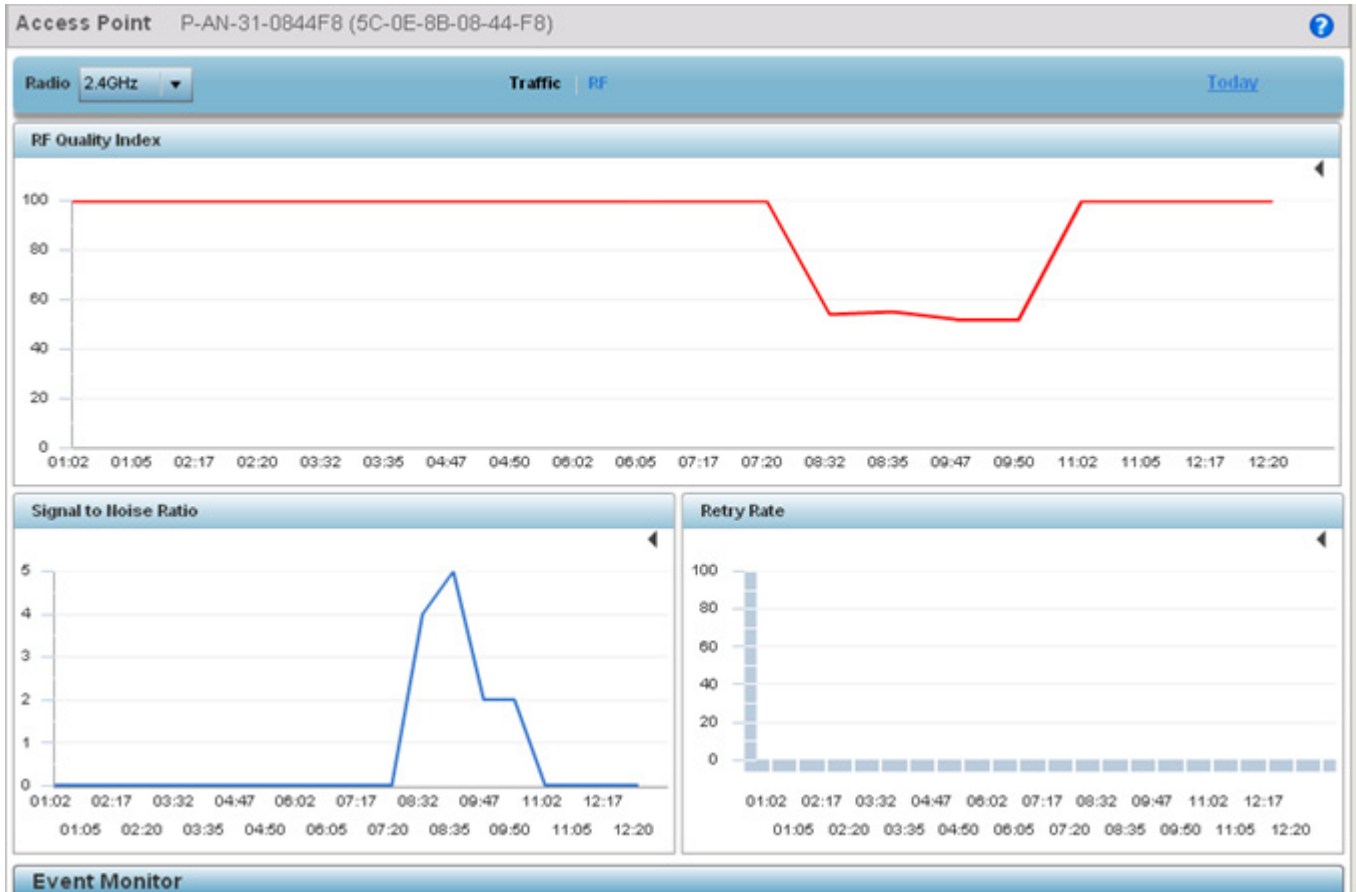 Access Point P-AN-31-0844F8 (5C-0E-8B-08-44-F8) ?
Radio 2.4GHz Traffic RF Today
RF Quality Index
100
80
60
40
20
0
01:02 01:05 02:17 02:20 03:32 03:35 04:47 04:50 06:02 06:05 07:17 07:20 08:32 08:35 09:47 09:50 11:02 11:05 12:17 12:20
Signal to Noise Ratio
5
4
3
2
1
0
01:02 02:17 03:32 04:47 06:02 07:17 08:32 09:47 11:02 12:17
01:05 02:20 03:35 04:50 06:05 07:20 08:35 09:50 11:05 12:20
Retry Rate
100
80
60
40
20
0
01:02 02:17 03:32 04:47 06:02 07:17 08:32 09:47 11:02 12:17
01:05 02:20 03:35 04:50 06:05 07:20 08:35 09:50 11:05 12:20
Event Monitor